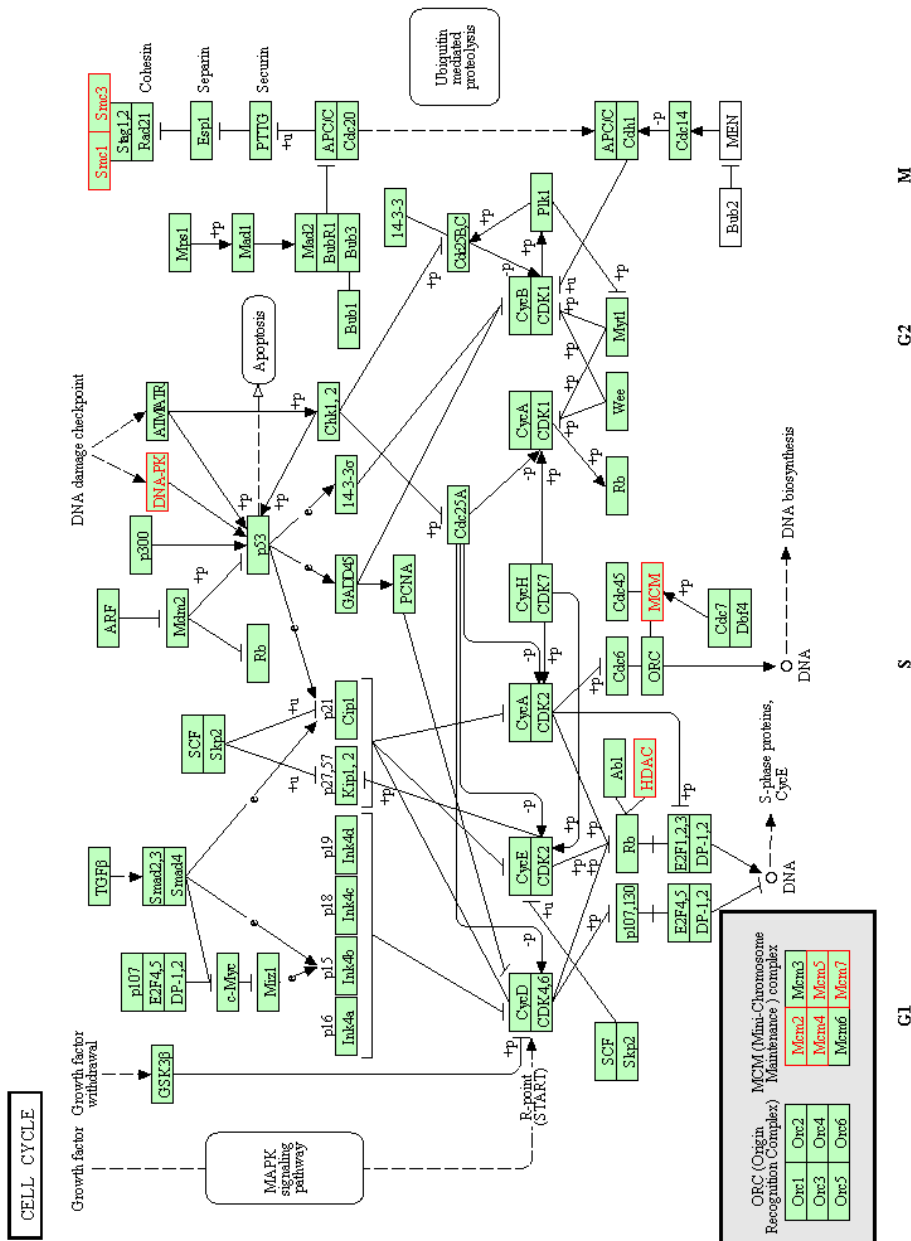 CELL CYCLE
Growth factor
Growth factor
withdrawal
MAPK
signaling
pathway
R-point
(START)
GSK3β
+p
p107
E2F4,5
DP-1,2
c-Myc
Miz1
e
TGFβ
Smad2,3
Smad4
e
e
p16
Ink4a
p15
Ink4b
p18
Ink4c
p19
Ink4d
SCF
Skp2
+u
+u
p27,57
Kip1, 2
p21
Cip1
+p
ARF
Mdm2
Rb
+p
p300
p53
e
e
e
DNA damage checkpoint
DNA-PK
ATM/ATR
+p
+p
+p
Apoptosis
Chk1, 2
14-3-3σ
GADD45
PCNA
Mps1
+p
Mad1
Mad2
BubR1
Bub3
Bub1
Smc1
Smc3
Stag1,2
Rad21
Cohesin
Esp1
Separin
PTTG
Securin
+u
APC/C
Cdc20
Ubiquitin
mediated
proteolysis
14-3-3
+p
Cdc25B,C
+p
Plk1
+p
-p
APC/C
Cdh1
-p
Cdc14
MEN
Bub2
Cdc25A
+p
CycD
CDK4,6
-p
CycE
CDK2
-p
+u
CycA
CDK2
-p
+p
CycH
CDK7
CycA
CDK1
-p
+p
+p
+p
CycB
CDK1
+u
+p
+p
+p
Myt1
Wee
Rb
+p
SCF
Skp2
+p
+p
+p
+p
p107,130
E2F4,5
DP-1,2
Rb
E2F1,2,3
DP-1,2
Abl
HDAC
+p
+p
Cdc6
ORC
Cdc45
MCM
+p
Cdc7
Dbf4
DNA
S-phase proteins,
CycE
DNA
DNA biosynthesis
ORC (Origin
Recognition Complex)
Orc1
Orc2
Orc3
Orc4
Orc5
Orc6
MCM (Mini-Chromosome
Maintenance ) complex
Mcm2
Mcm3
Mcm4
Mcm5
Mcm6
Mcm7
G1
S
G2
M